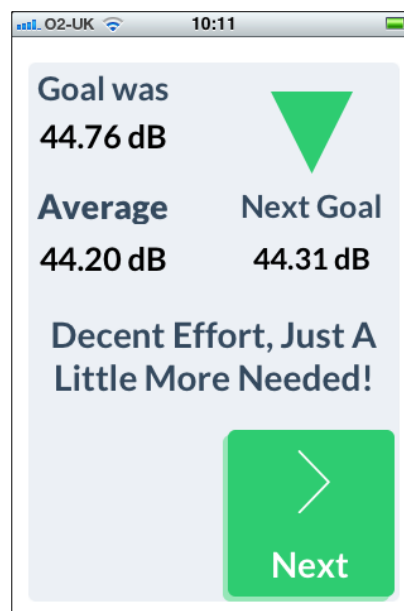 O2-UK 10:11
Goal was
44.76 dB
Average Next Goal
44.20 dB 44.31 dB
Decent Effort, Just A
Little More Needed!
Next